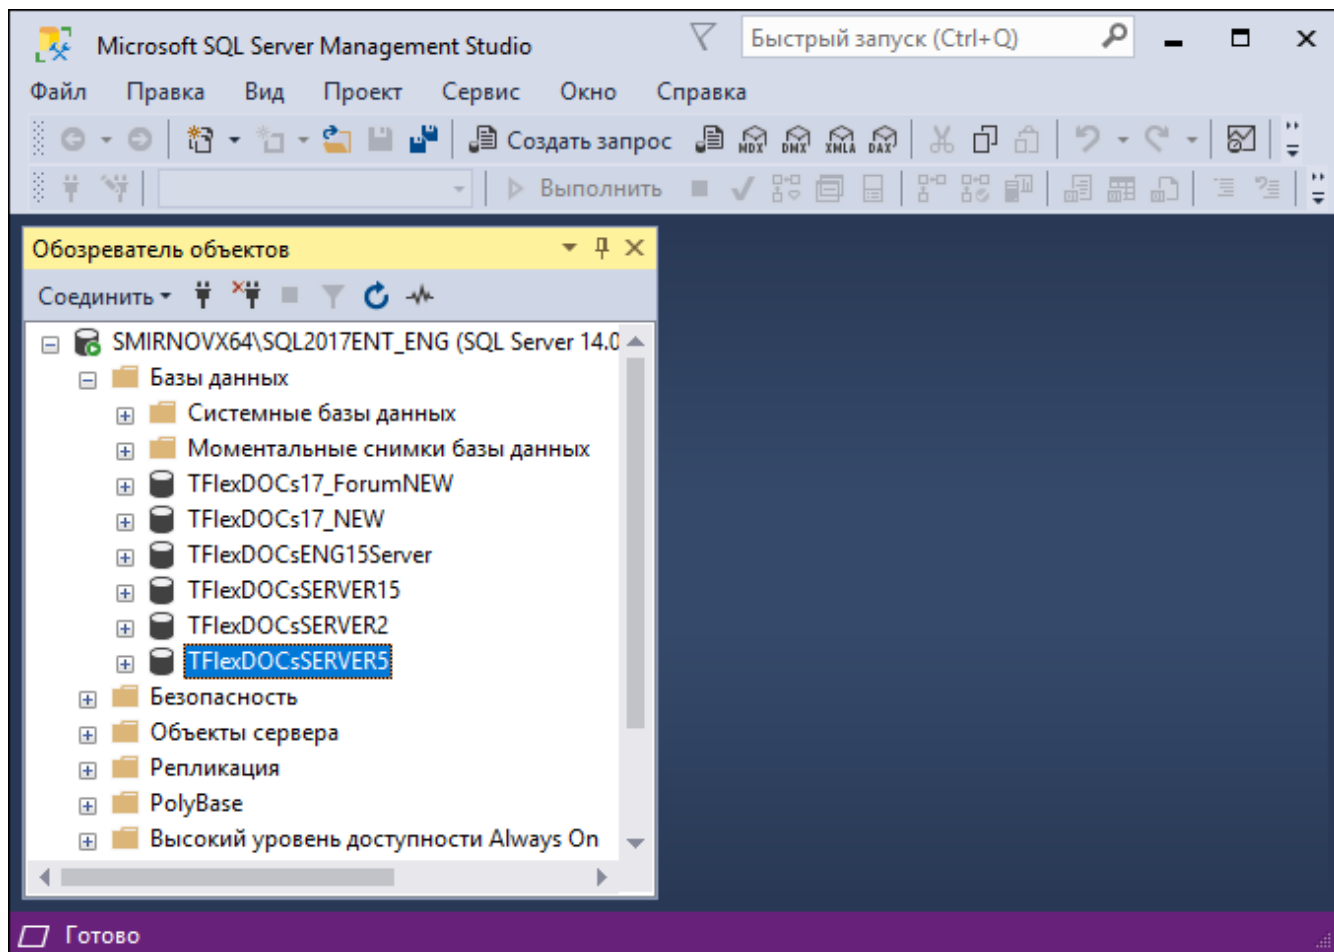 Microsoft SQL Server Management Studio
Быстрый запуск (Ctrl+Q)
Файл Правка Вид Проект Сервис Окно Справка
Создать запрос MDX DMX XMLA DAX
Выполнить
Обозреватель объектов
Соединить
SMIRNOVX64\SQL2017ENT_ENG (SQL Server 14.0
Базы данных
Системные базы данных
Моментальные снимки базы данных
TFlexDOCs17_ForumNEW
TFlexDOCs17_NEW
TFlexDOCsENG15Server
TFlexDOCsSERVER15
TFlexDOCsSERVER2
TFlexDOCsSERVER5
Безопасность
Объекты сервера
Репликация
PolyBase
Высокий уровень доступности Always On
Готово